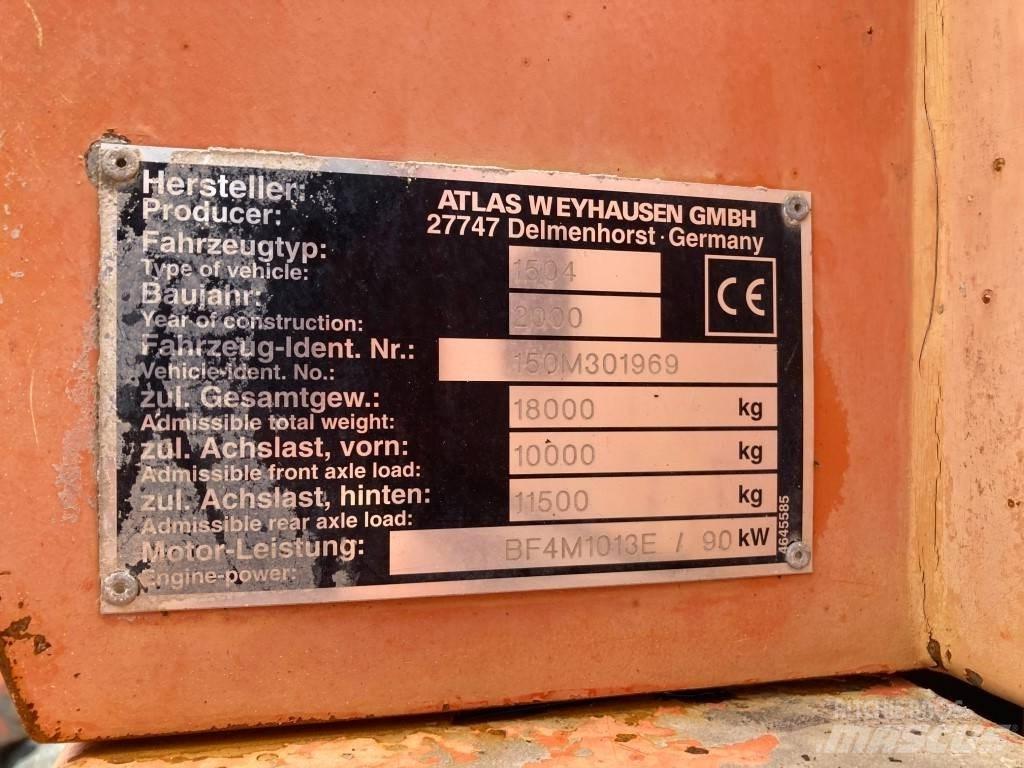 Hersteller:
Producer:
ATLAS WEYHAUSEN GMBH
27747 Delmenhorst · Germany
Fahrzeugtyp:
Type of vehicle:
1504
Baujahr:
Year of construction:
2000
CE
Fahrzeug-Ident. Nr.:
Vehicle-ident. No.:
150M301969
zul. Gesamtgew.:
Admissible total weight:
18000 kg
zul. Achslast, vorn:
Admissible front axle load:
10000 kg
zul. Achslast, hinten:
Admissible rear axle load:
11500 kg
Motor-Leistung:
Engine-power:
BF4M1013E / 90 kW
4645585
RITCHIE BROS.
MASCUS